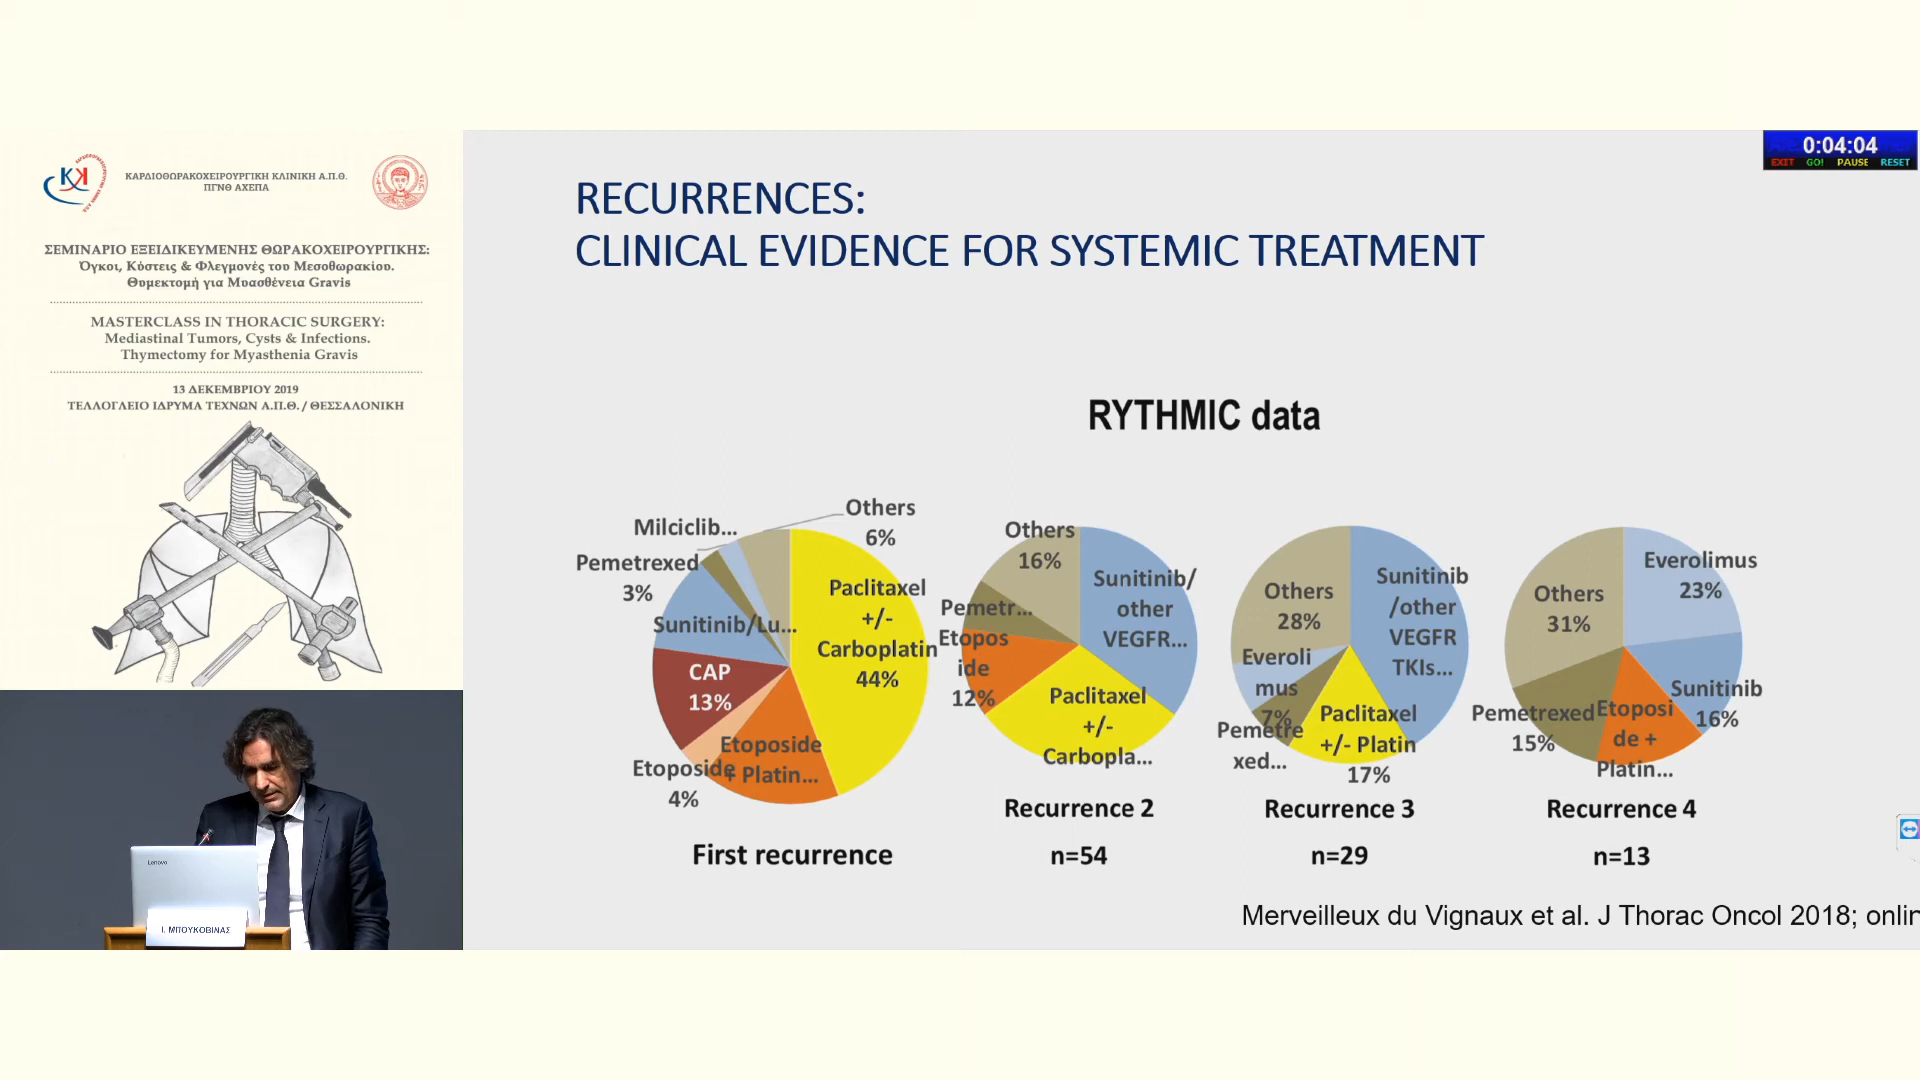 ΚΑΡΔΙΟΘΩΡΑΚΟΧΕΙΡΟΥΡΓΙΚΗ ΚΛΙΝΙΚΗ Α.Π.Θ.
ΠΓΝΘ ΑΧΕΠΑ
ΣΕΜΙΝΑΡΙΟ ΕΞΕΙΔΙΚΕΥΜΕΝΗΣ ΘΩΡΑΚΟΧΕΙΡΟΥΡΓΙΚΗΣ:
Όγκοι, Κύστεις & Φλεγμονές του Μεσοθωρακίου.
Θυμεκτομή για Μυασθένεια Gravis
MASTERCLASS IN THORACIC SURGERY:
Mediastinal Tumors, Cysts & Infections.
Thymectomy for Myasthenia Gravis
13 ΔΕΚΕΜΒΡΙΟΥ 2019
ΤΕΛΛΟΓΛΕΙΟ ΙΔΡΥΜΑ ΤΕΧΝΩΝ Α.Π.Θ. / ΘΕΣΣΑΛΟΝΙΚΗ
Lenovo
Ι. ΜΠΟΥΚΟΒΙΝΑΣ
0:04:04
EXIT GO! PAUSE RESET
RECURRENCES:
CLINICAL EVIDENCE FOR SYSTEMIC TREATMENT
RYTHMIC data
Others
6%
Milciclib...
Pemetrexed
3%
Sunitinib/Lu...
CAP
13%
Etoposide
4%
Etoposide
+ Platin...
Paclitaxel
+/-
Carboplatin
44%
First recurrence
Others
16%
Pemetr...
Etopos
ide
12%
Sunitinib/
other
VEGFR...
Paclitaxel
+/-
Carbopla...
Recurrence 2
n=54
Others
28%
Everoli
mus
7%
Pemetre
xed...
Sunitinib
/other
VEGFR
TKIs...
Paclitaxel
+/- Platin
17%
Recurrence 3
n=29
Others
31%
Everolimus
23%
Sunitinib
16%
Pemetrexed
15%
Etoposi
de +
Platin...
Recurrence 4
n=13
Merveilleux du Vignaux et al. J Thorac Oncol 2018; onlin